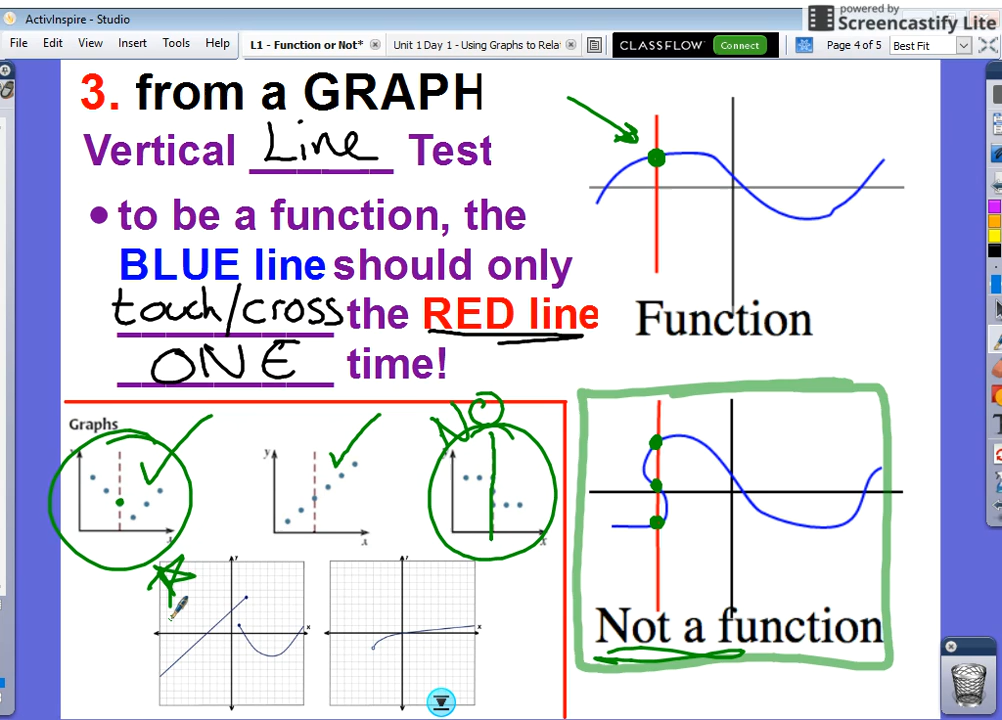 ActivInspire - Studio
powered by
Screencastify Lite
File Edit View Insert Tools Help
L1 - Function or Not*
Unit 1 Day 1 - Using Graphs to Relat
CLASSFLOW Connect
Page 4 of 5
Best Fit
3. from a GRAPH
Vertical Line Test
• to be a function, the
BLUE line should only
touch/cross the RED line
ONE time!
Function
Graphs
NO
y
x
y
x
x
y
x
y
x
Not a function